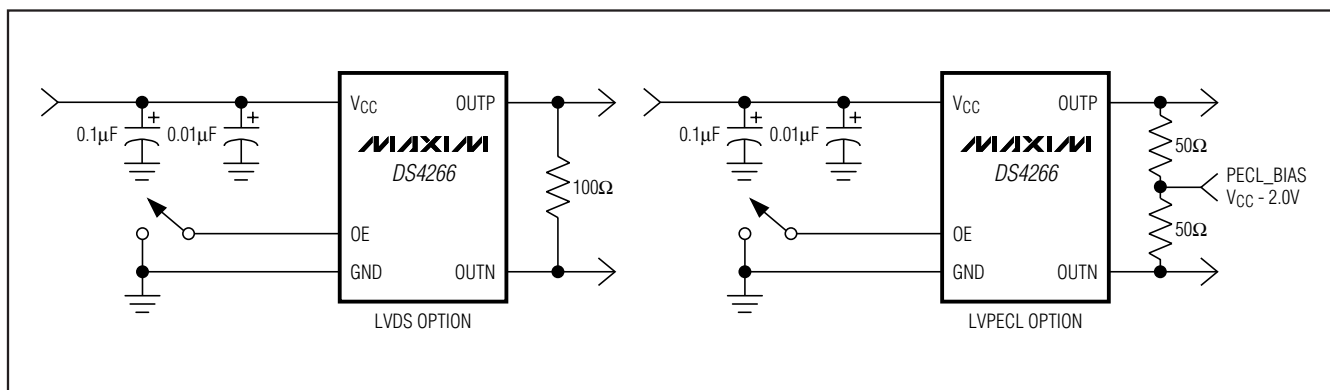 VCC OUTP
+ +
0.1µF 0.01µF
MAXIM
DS4266
100Ω
OE
GND OUTN
LVDS OPTION
VCC OUTP
+ +
0.1µF 0.01µF
MAXIM
DS4266
50Ω
PECL_BIAS
VCC - 2.0V
50Ω
OE
GND OUTN
LVPECL OPTION